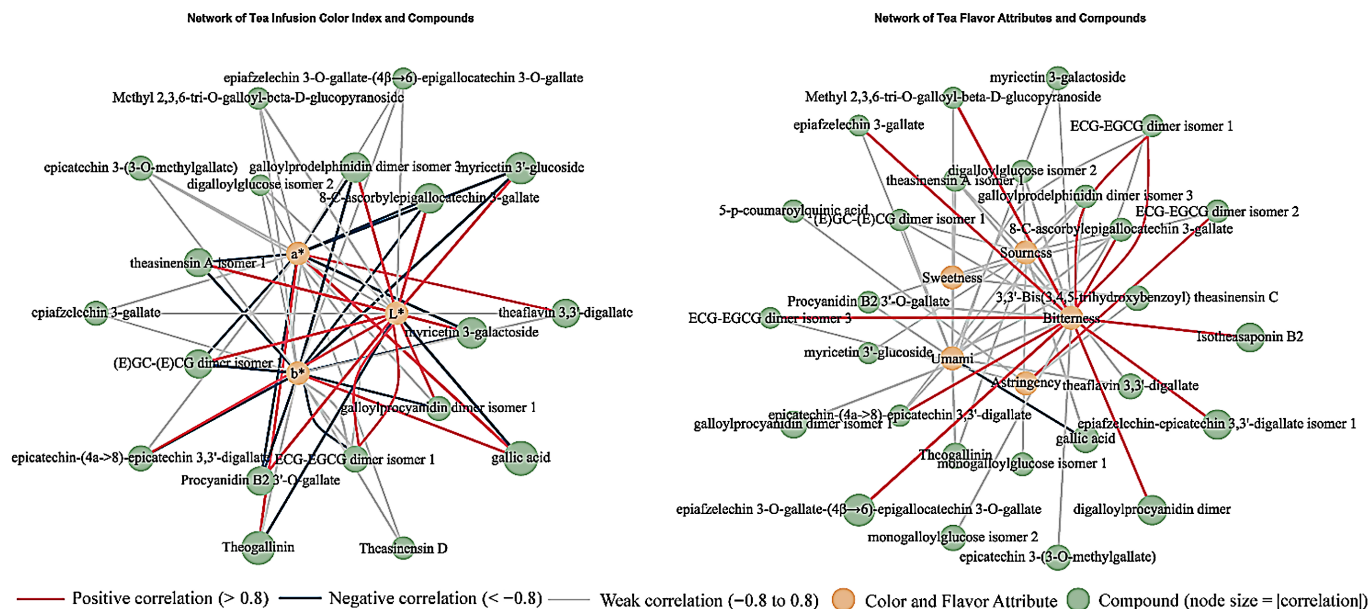 Network of Tea Infusion Color Index and Compounds
epiafzelechin 3-O-gallate-(4β→6)-epigallocatechin 3-O-gallate
Methyl 2,3,6-tri-O-galloyl-beta-D-glucopyranoside
epicatechin 3-(3-O-methylgallate)
galloylprodelphinidin dimer isomer 3
myricetin 3'-glucoside
digalloylglucose isomer 2
8-C-ascorbylepigallocatechin 3-gallate
a*
theasinensin A isomer 1
epiafzelechin 3-gallate
L*
theaflavin 3,3'-digallate
myricetin 3-galactoside
(E)GC-(E)CG dimer isomer 1
b*
galloylprocyanidin dimer isomer 1
epicatechin-(4a->8)-epicatechin 3,3'-digallate
ECG-EGCG dimer isomer 1
gallic acid
Procyanidin B2 3'-O-gallate
Theogallinin
Theasinensin D
Network of Tea Flavor Attributes and Compounds
myricetin 3-galactoside
Methyl 2,3,6-tri-O-galloyl-beta-D-glucopyranoside
epiafzelechin 3-gallate
ECG-EGCG dimer isomer 1
digalloylglucose isomer 2
theasinensin A isomer 1
galloylprodelphinidin dimer isomer 3
5-p-coumaroylquinic acid
(E)GC-(E)CG dimer isomer 1
ECG-EGCG dimer isomer 2
8-C-ascorbylepigallocatechin 3-gallate
Sourness
Sweetness
Procyanidin B2 3'-O-gallate
3,3'-Bis(3,4,5-trihydroxybenzoyl) theasinensin C
ECG-EGCG dimer isomer 3
Bitterness
Isotheasaponin B2
myricetin 3'-glucoside
Umami
Astringency
theaflavin 3,3'-digallate
epicatechin-(4a->8)-epicatechin 3,3'-digallate
galloylprocyanidin dimer isomer 1
epiafzelechin-epicatechin 3,3'-digallate isomer 1
gallic acid
Theogallinin
monogalloylglucose isomer 1
epiafzelechin 3-O-gallate-(4β→6)-epigallocatechin 3-O-gallate
digalloylprocyanidin dimer
monogalloylglucose isomer 2
epicatechin 3-(3-O-methylgallate)
Positive correlation (> 0.8)
Negative correlation (< −0.8)
Weak correlation (−0.8 to 0.8)
Color and Flavor Attribute
Compound (node size = |correlation|)